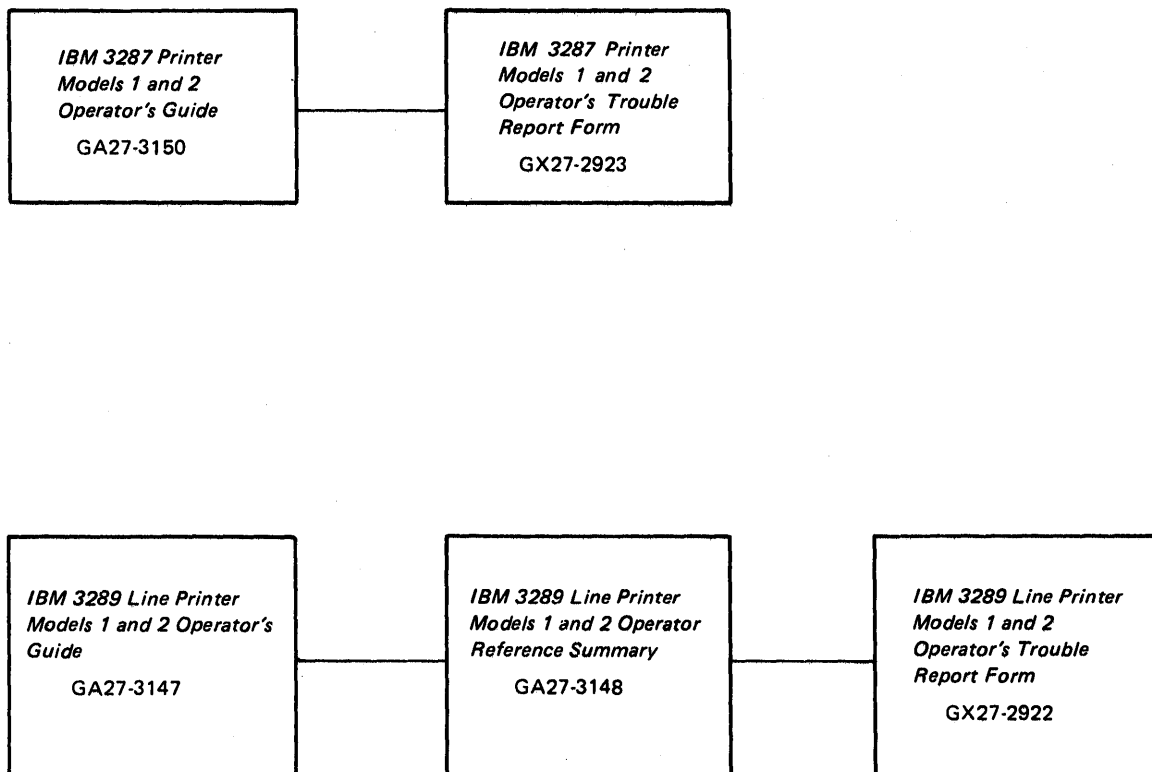 IBM 3287 Printer
Models 1 and 2
Operator's Guide
GA27-3150
IBM 3287 Printer
Models 1 and 2
Operator's Trouble
Report Form
GX27-2923
IBM 3289 Line Printer
Models 1 and 2 Operator's
Guide
GA27-3147
IBM 3289 Line Printer
Models 1 and 2 Operator
Reference Summary
GA27-3148
IBM 3289 Line Printer
Models 1 and 2
Operator's Trouble
Report Form
GX27-2922